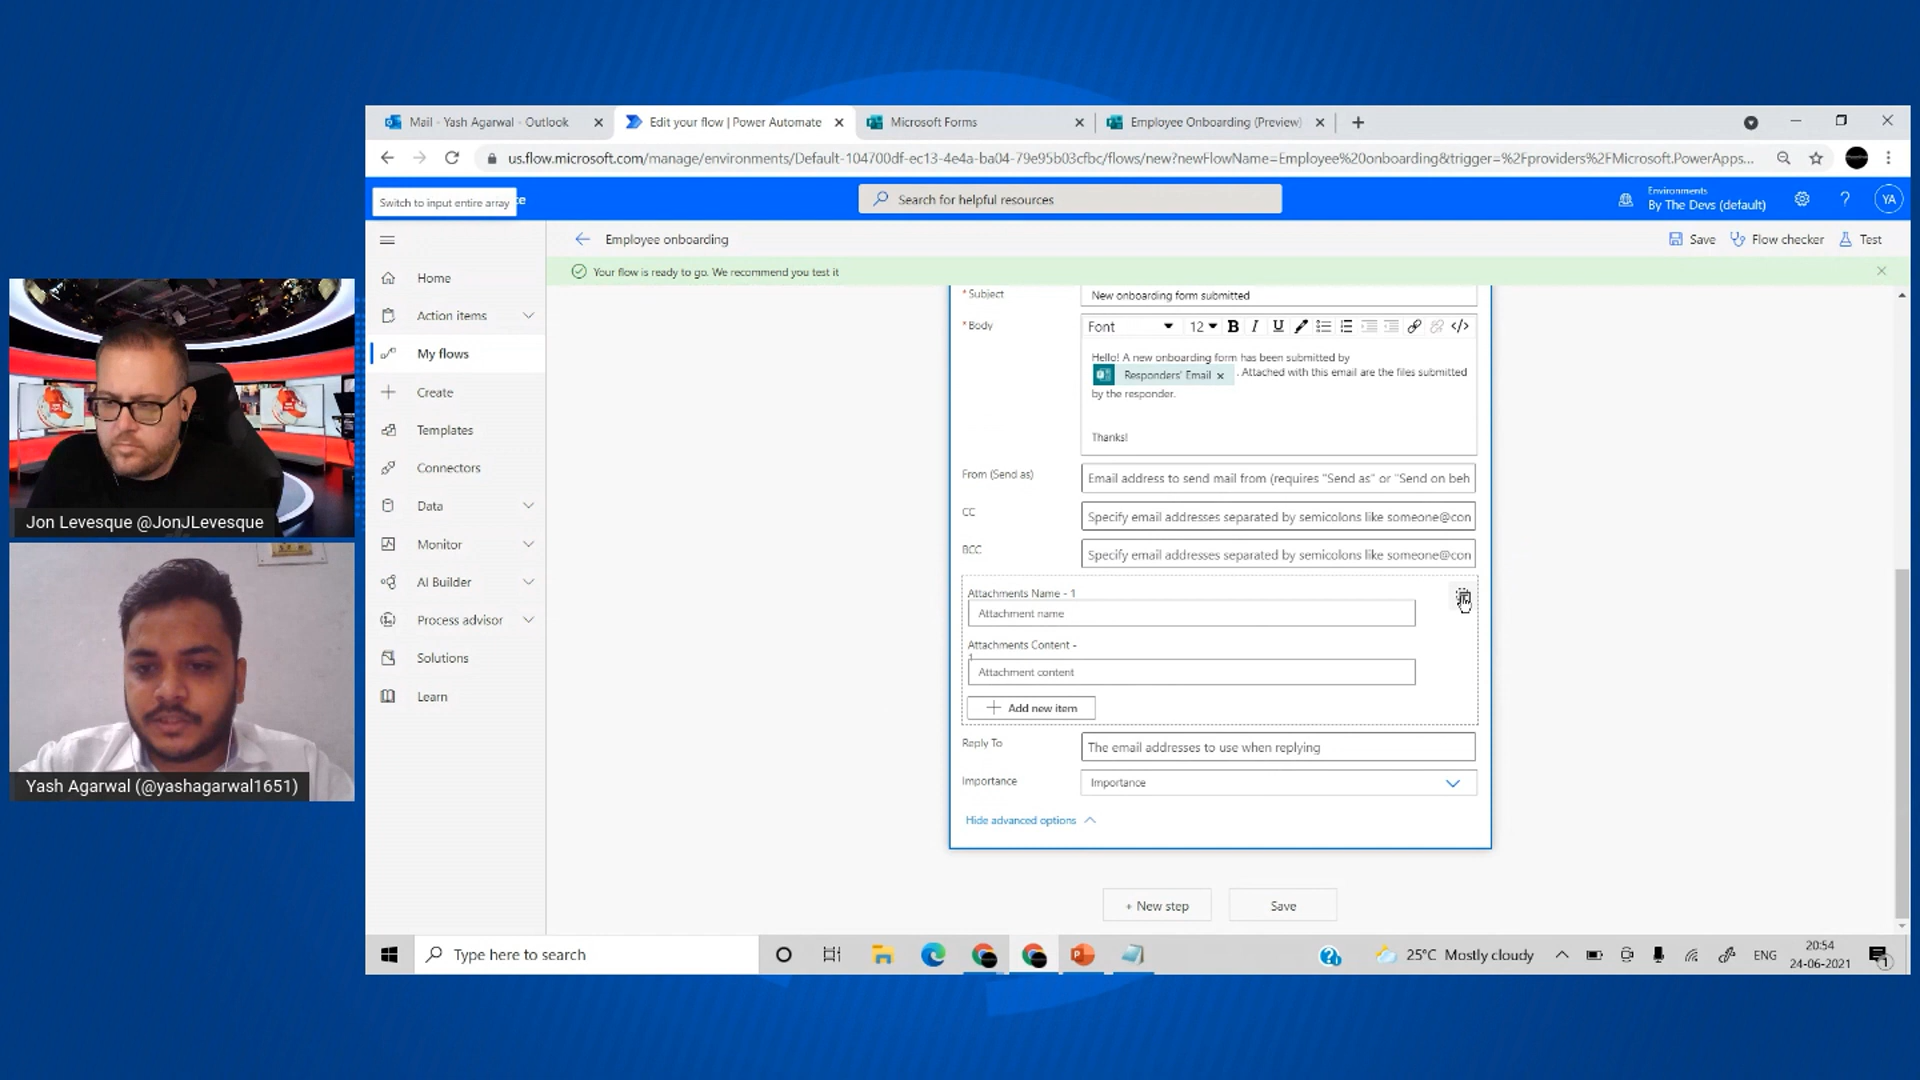 Mail - Yash Agarwal - Outlook
Edit your flow | Power Automate
Microsoft Forms
Employee Onboarding (Preview)
us.flow.microsoft.com/manage/environments/Default-104700df-ec13-4e4a-ba04-79e95b03cfbc/flows/new?newFlowName=Employee%20onboarding&trigger=%2Fproviders%2FMicrosoft.PowerApps...
Switch to input entire array
Search for helpful resources
Environments
By The Devs (default)
YA
Employee onboarding
Save
Flow checker
Test
Your flow is ready to go. We recommend you test it
Home
Action items
My flows
Create
Templates
Connectors
Data
Monitor
AI Builder
Process advisor
Solutions
Learn
* Subject
New onboarding form submitted
* Body
Font
12
B I U
</>
Hello! A new onboarding form has been submitted by
Responders' Email x . Attached with this email are the files submitted
by the responder.
Thanks!
From (Send as)
Email address to send mail from (requires "Send as" or "Send on beh
CC
Specify email addresses separated by semicolons like someone@con
BCC
Specify email addresses separated by semicolons like someone@con
Attachments Name - 1
Attachment name
Attachments Content -
1
Attachment content
Add new item
Reply To
The email addresses to use when replying
Importance
Importance
Hide advanced options
+ New step
Save
Jon Levesque @JonJLevesque
Yash Agarwal (@yashagarwal1651)
Type here to search
25°C Mostly cloudy
ENG
20:54
24-06-2021
1